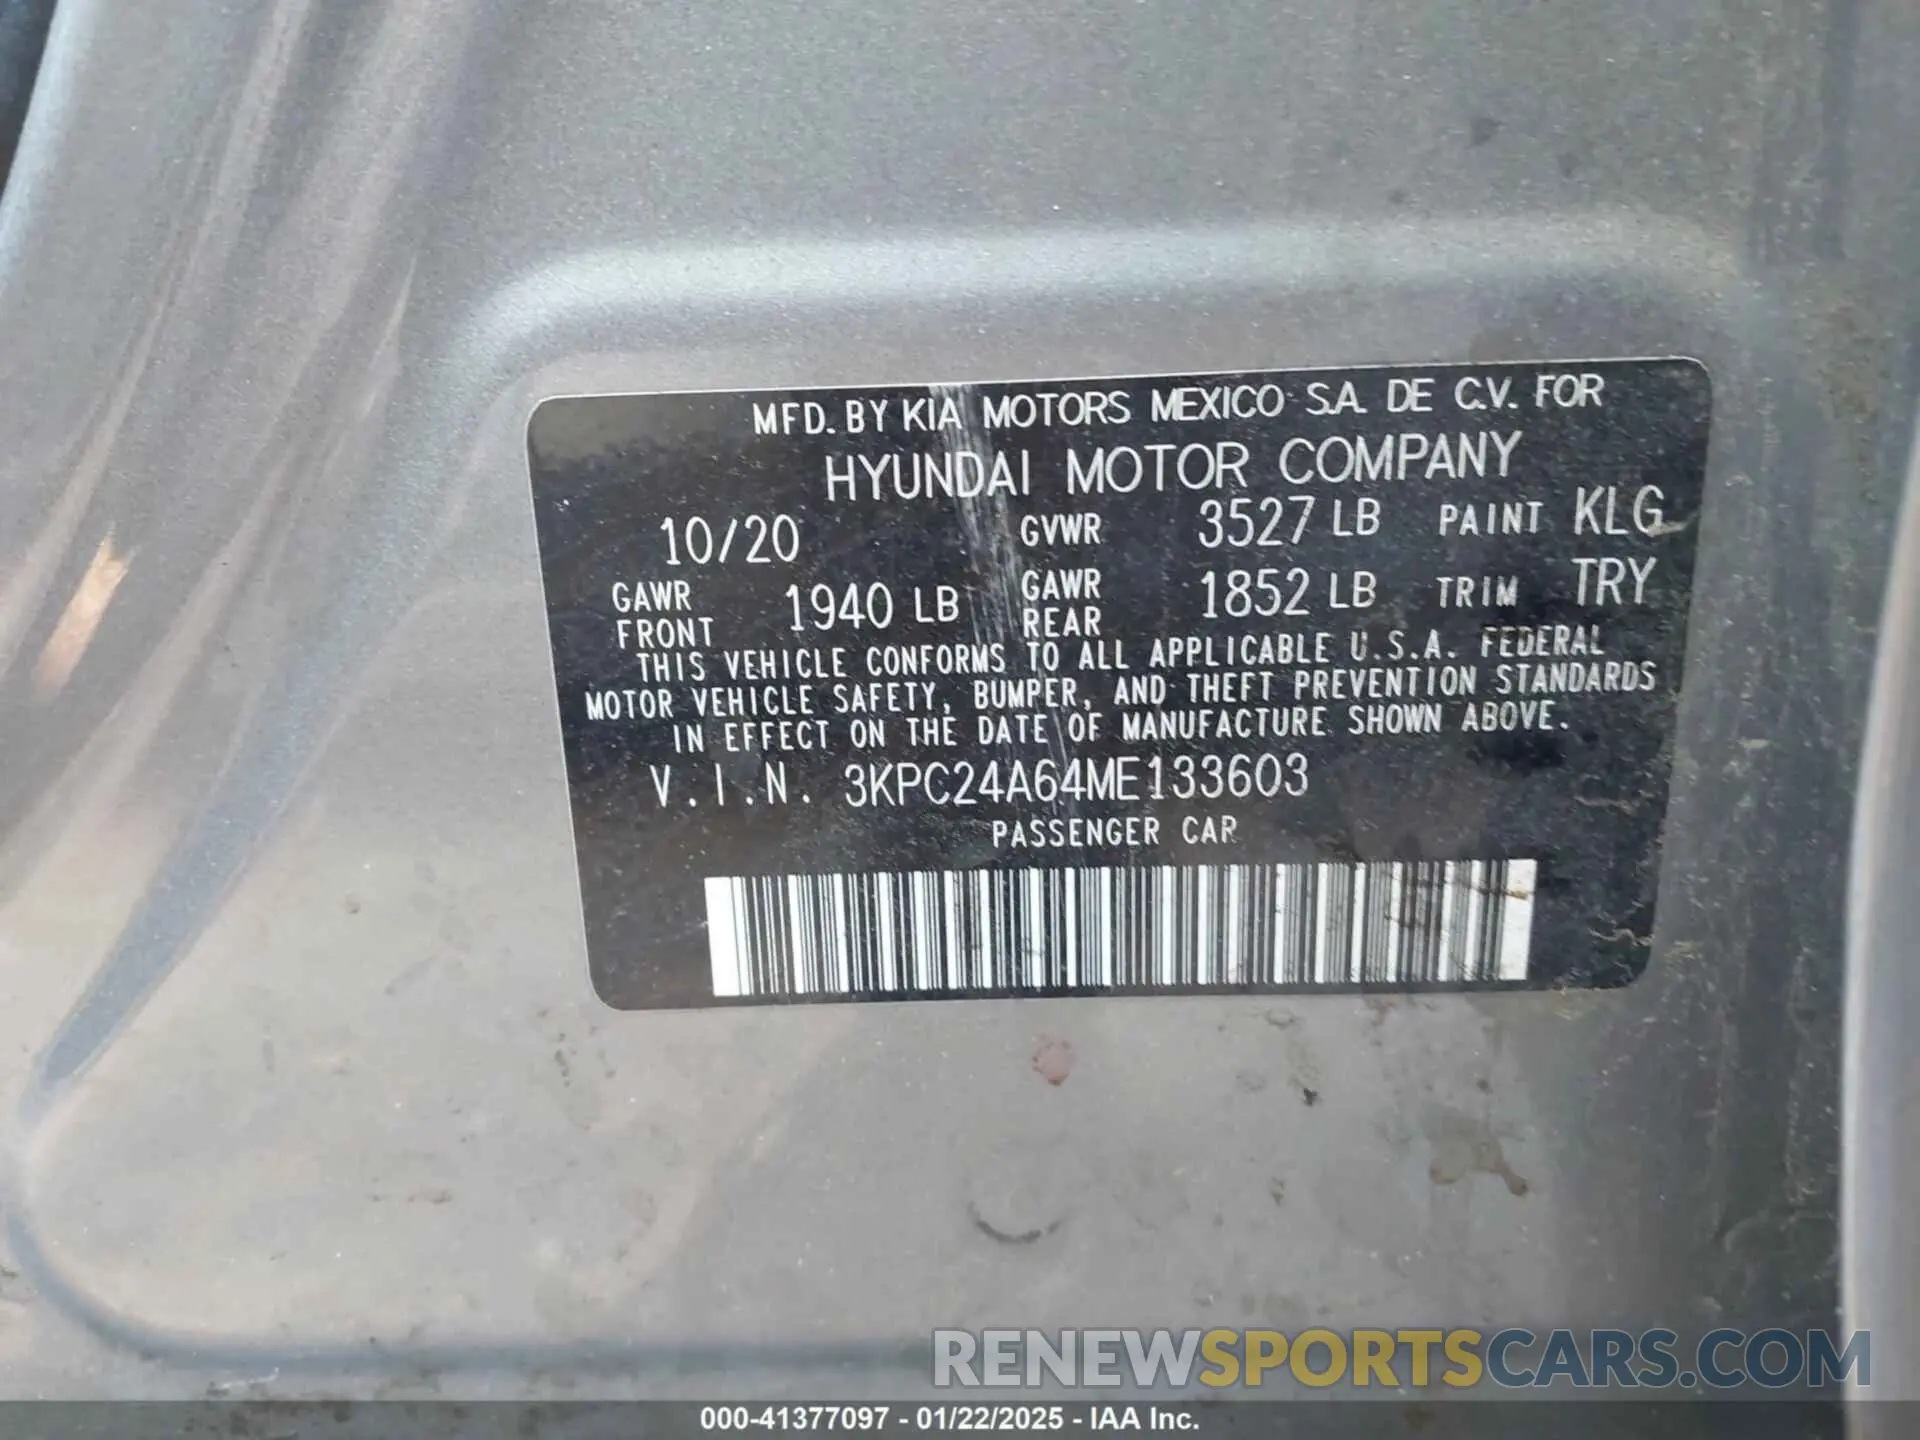 MFD. BY KIA MOTORS MEXICO S.A. DE C.V. FOR
HYUNDAI MOTOR COMPANY
10/20 GVWR 3527 LB PAINT KLG
GAWR FRONT 1940 LB GAWR REAR 1852 LB TRIM TRY
THIS VEHICLE CONFORMS TO ALL APPLICABLE U.S.A. FEDERAL
MOTOR VEHICLE SAFETY, BUMPER, AND THEFT PREVENTION STANDARDS
IN EFFECT ON THE DATE OF MANUFACTURE SHOWN ABOVE.
V.I.N. 3KPC24A64ME133603
PASSENGER CAR
RENEWSPORTSCARS.COM
000-41377097 - 01/22/2025 - IAA Inc.